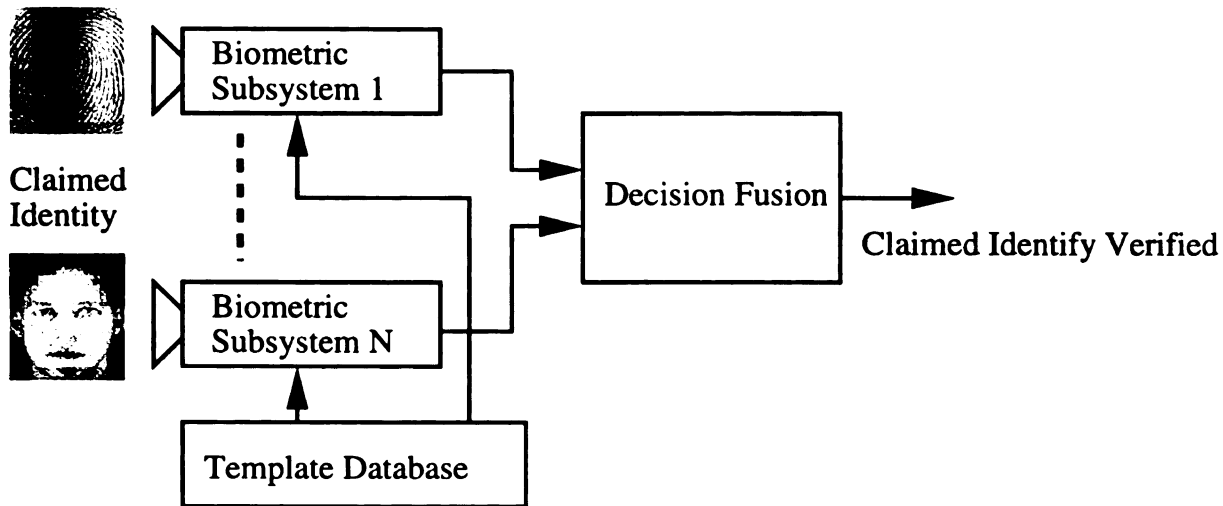 Biometric
Subsystem 1
Claimed
Identity
Decision Fusion
Claimed Identify Verified
Biometric
Subsystem N
Template Database